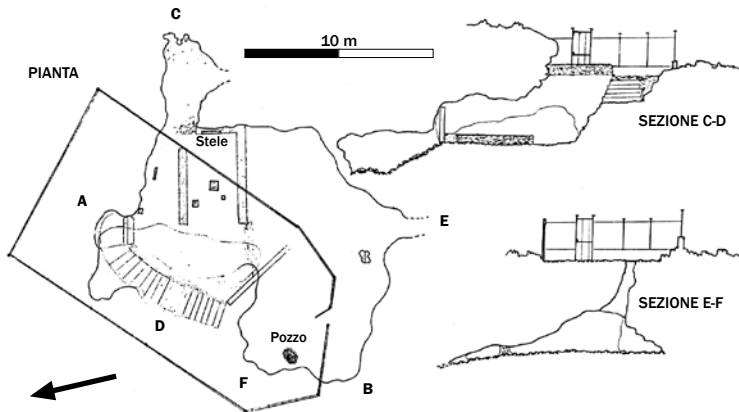 C
10 m
PIANTA
Stele
A
E
D
Pozzo
F
B
SEZIONE C-D
SEZIONE E-F